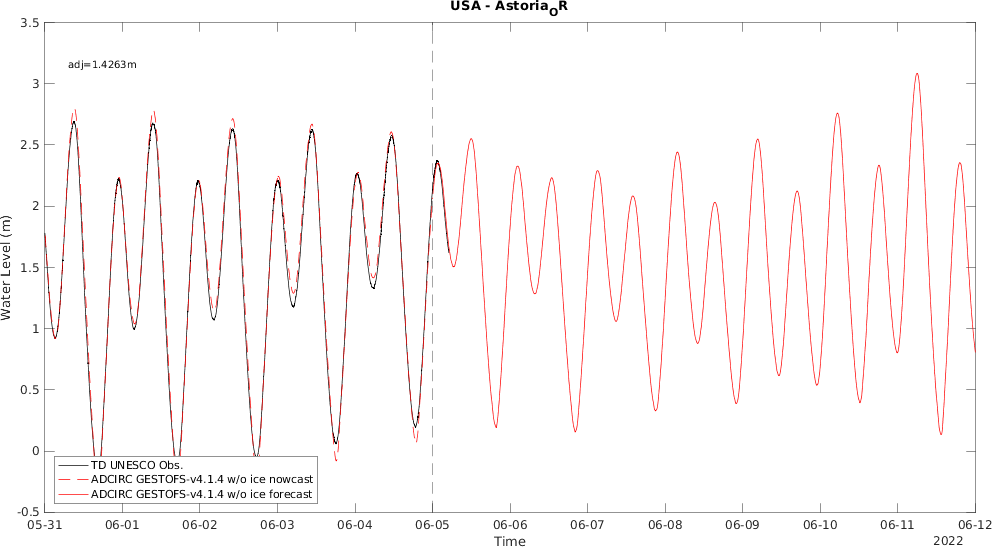 USA - Astoria_OR
3.5
adj=1.4263m
3
2.5
2
Water Level (m)
1.5
1
0.5
0
TD UNESCO Obs.
ADCIRC GESTOFS-v4.1.4 w/o ice nowcast
ADCIRC GESTOFS-v4.1.4 w/o ice forecast
-0.5
05-31 06-01 06-02 06-03 06-04 06-05 06-06 06-07 06-08 06-09 06-10 06-11 06-12
Time
2022